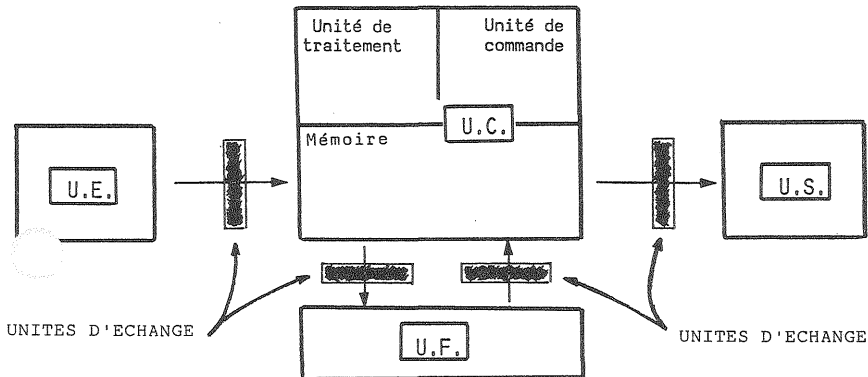 Unité de
traitement
Unité de
commande
U.C.
Mémoire
U.E.
U.S.
UNITES D'ECHANGE
UNITES D'ECHANGE
U.F.